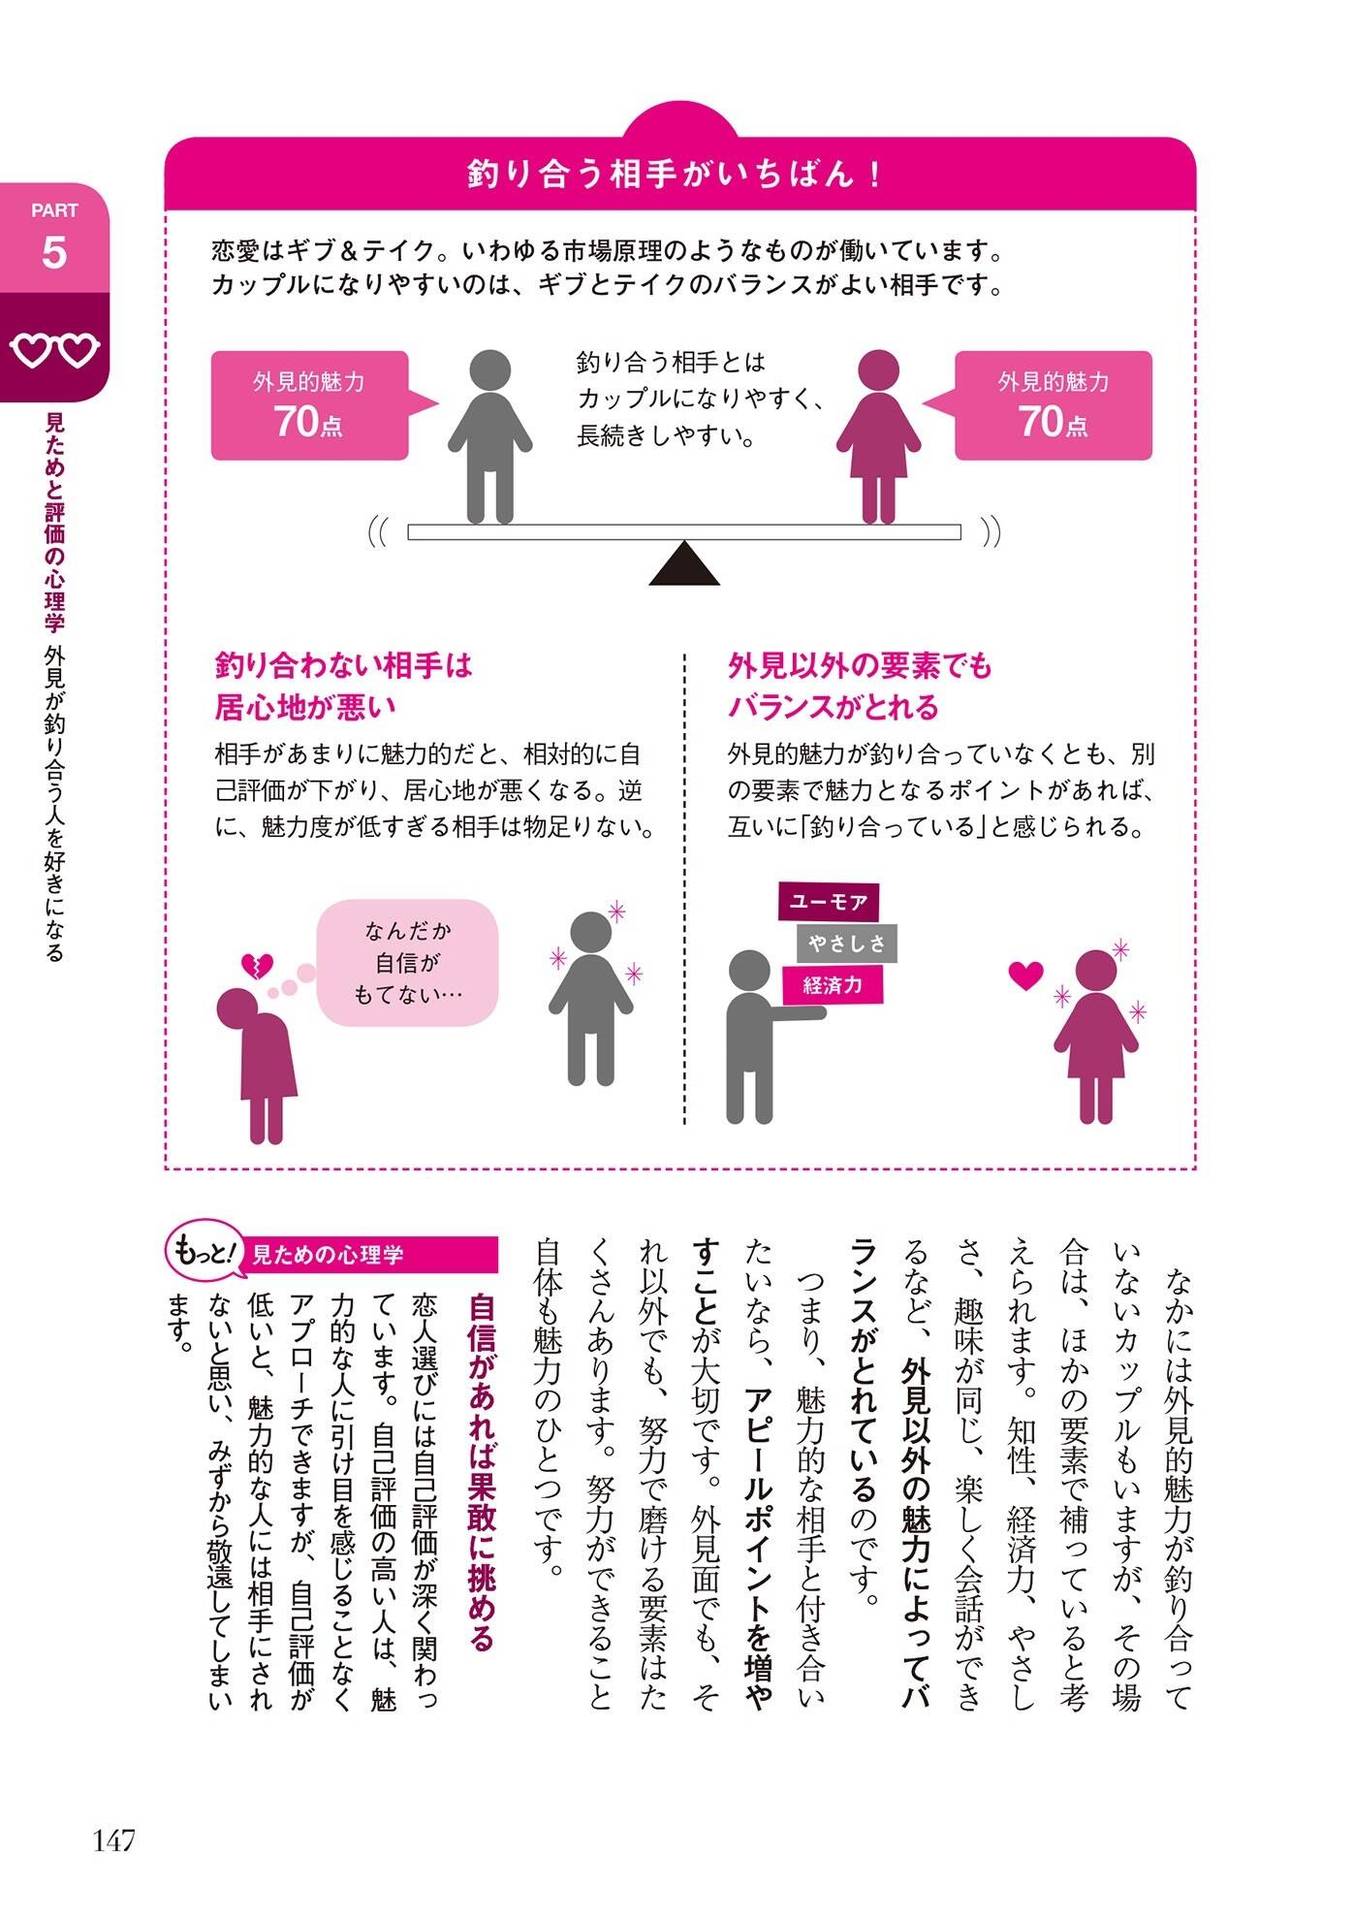 PART
5
見ためと評価の心理学 外見が釣り合う人を好きになる
釣り合う相手がいちばん！
恋愛はギブ＆テイク。いわゆる市場原理のようなものが働いています。
カップルになりやすいのは、ギブとテイクのバランスがよい相手です。
外見的魅力
70点
釣り合う相手とは
カップルになりやすく、
長続きしやすい。
外見的魅力
70点
釣り合わない相手は
居心地が悪い
相手があまりに魅力的だと、相対的に自
己評価が下がり、居心地が悪くなる。逆
に、魅力度が低すぎる相手は物足りない。
なんだか
自信が
もてない…
外見以外の要素でも
バランスがとれる
外見的魅力が釣り合っていなくとも、別
の要素で魅力となるポイントがあれば、
互いに「釣り合っている」と感じられる。
ユーモア
やさしさ
経済力
なかには外見的魅力が釣り合って
いないカップルもいますが、その場
合は、ほかの要素で補っていると考
えられます。知性、経済力、やさし
さ、趣味が同じ、楽しく会話ができ
るなど、外見以外の魅力によってバ
ランスがとれているのです。
つまり、魅力的な相手と付き合い
たいなら、アピールポイントを増や
すことが大切です。外見面でも、そ
れ以外でも、努力で磨ける要素はた
くさんあります。努力ができること
自体も魅力のひとつです。
もっと！
見ための心理学
自信があれば果敢に挑める
恋人選びには自己評価が深く関わっ
ています。自己評価の高い人は、魅
力的な人に引け目を感じることなく
アプローチできますが、自己評価が
低いと、魅力的な人には相手にされ
ないと思い、みずから敬遠してしまい
ます。
147